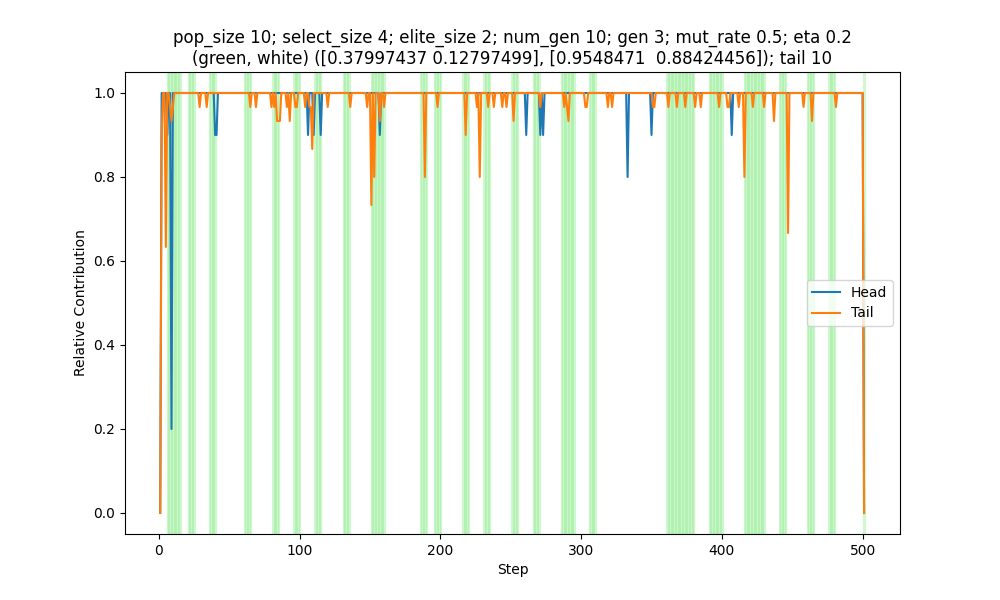 pop_size 10; select_size 4; elite_size 2; num_gen 10; gen 3; mut_rate 0.5; eta 0.2
(green, white) ([0.37997437 0.12797499], [0.9548471  0.88424456]); tail 10
1.0
0.8
0.6
0.4
0.2
0.0
Relative Contribution
Head
Tail
0 100 200 300 400 500
Step